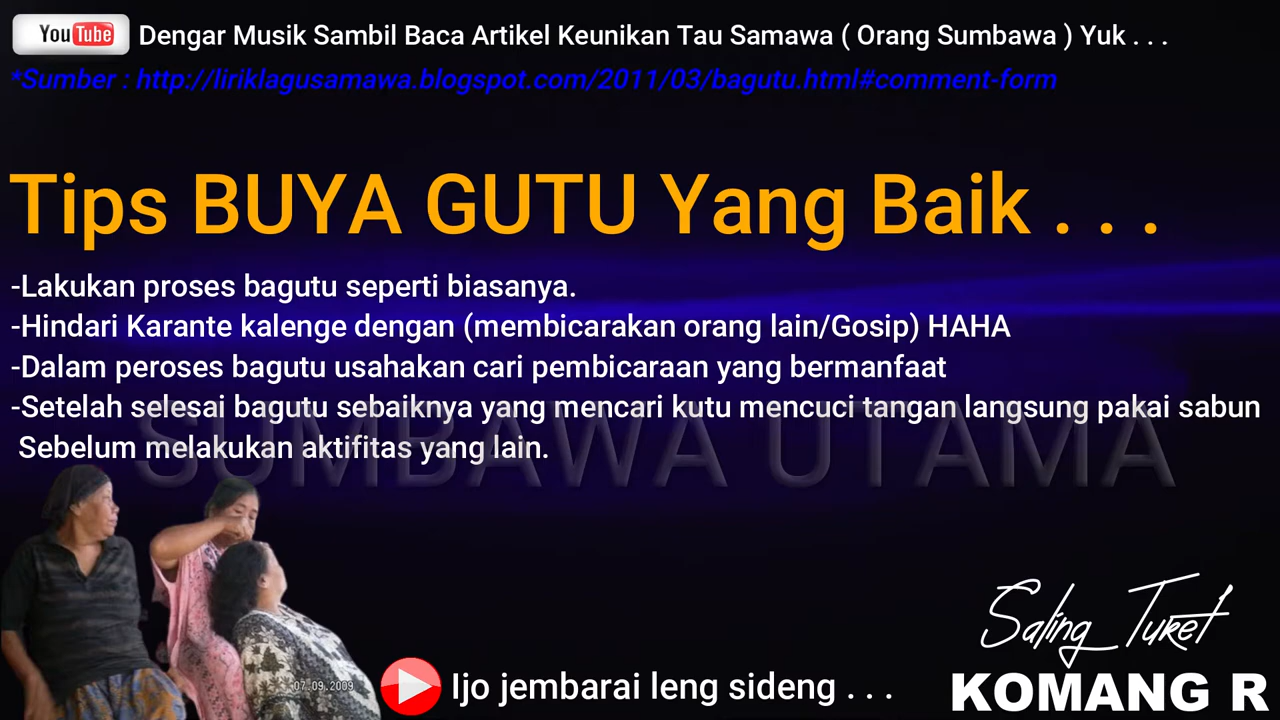 YouTube Dengar Musik Sambil Baca Artikel Keunikan Tau Samawa ( Orang Sumbawa ) Yuk . . .
*Sumber : http://liriklagusamawa.blogspot.com/2011/03/bagutu.html#comment-form
Tips BUYA GUTU Yang Baik . . .
-Lakukan proses bagutu seperti biasanya.
-Hindari Karante kalenge dengan (membicarakan orang lain/Gosip) HAHA
-Dalam peroses bagutu usahakan cari pembicaraan yang bermanfaat
-Setelah selesai bagutu sebaiknya yang mencari kutu mencuci tangan langsung pakai sabun
Sebelum melakukan aktifitas yang lain.
SUMBAWA UTAMA
Saling Turet
07.09.2009
Ijo jembarai leng sideng . . .
KOMANG R